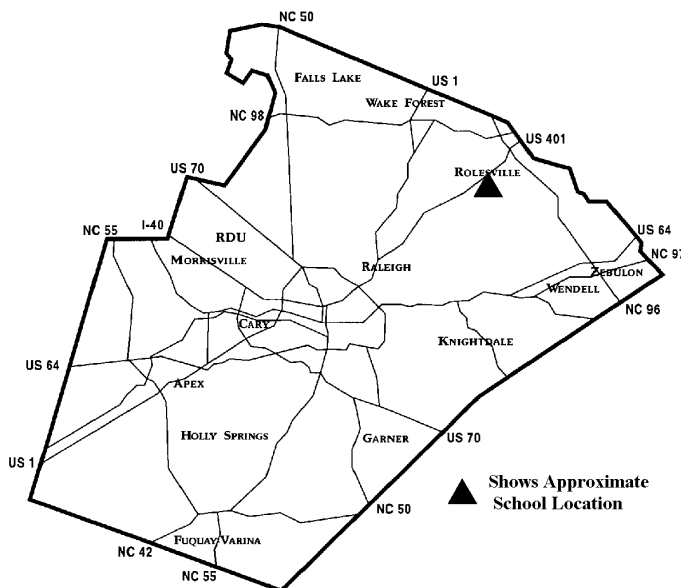 NC 50
FALLS LAKE
US 1
WAKE FOREST
NC 98
US 401
US 70
ROLESVILLE
NC 55
I-40
RDU
MORRISVILLE
RALEIGH
US 64
NC 97
ZEBULON
WENDELL
NC 96
CARY
KNIGHTDALE
US 64
APEX
HOLLY SPRINGS
GARNER
US 70
US 1
Shows Approximate
School Location
NC 50
FUQUAY VARINA
NC 42
NC 55